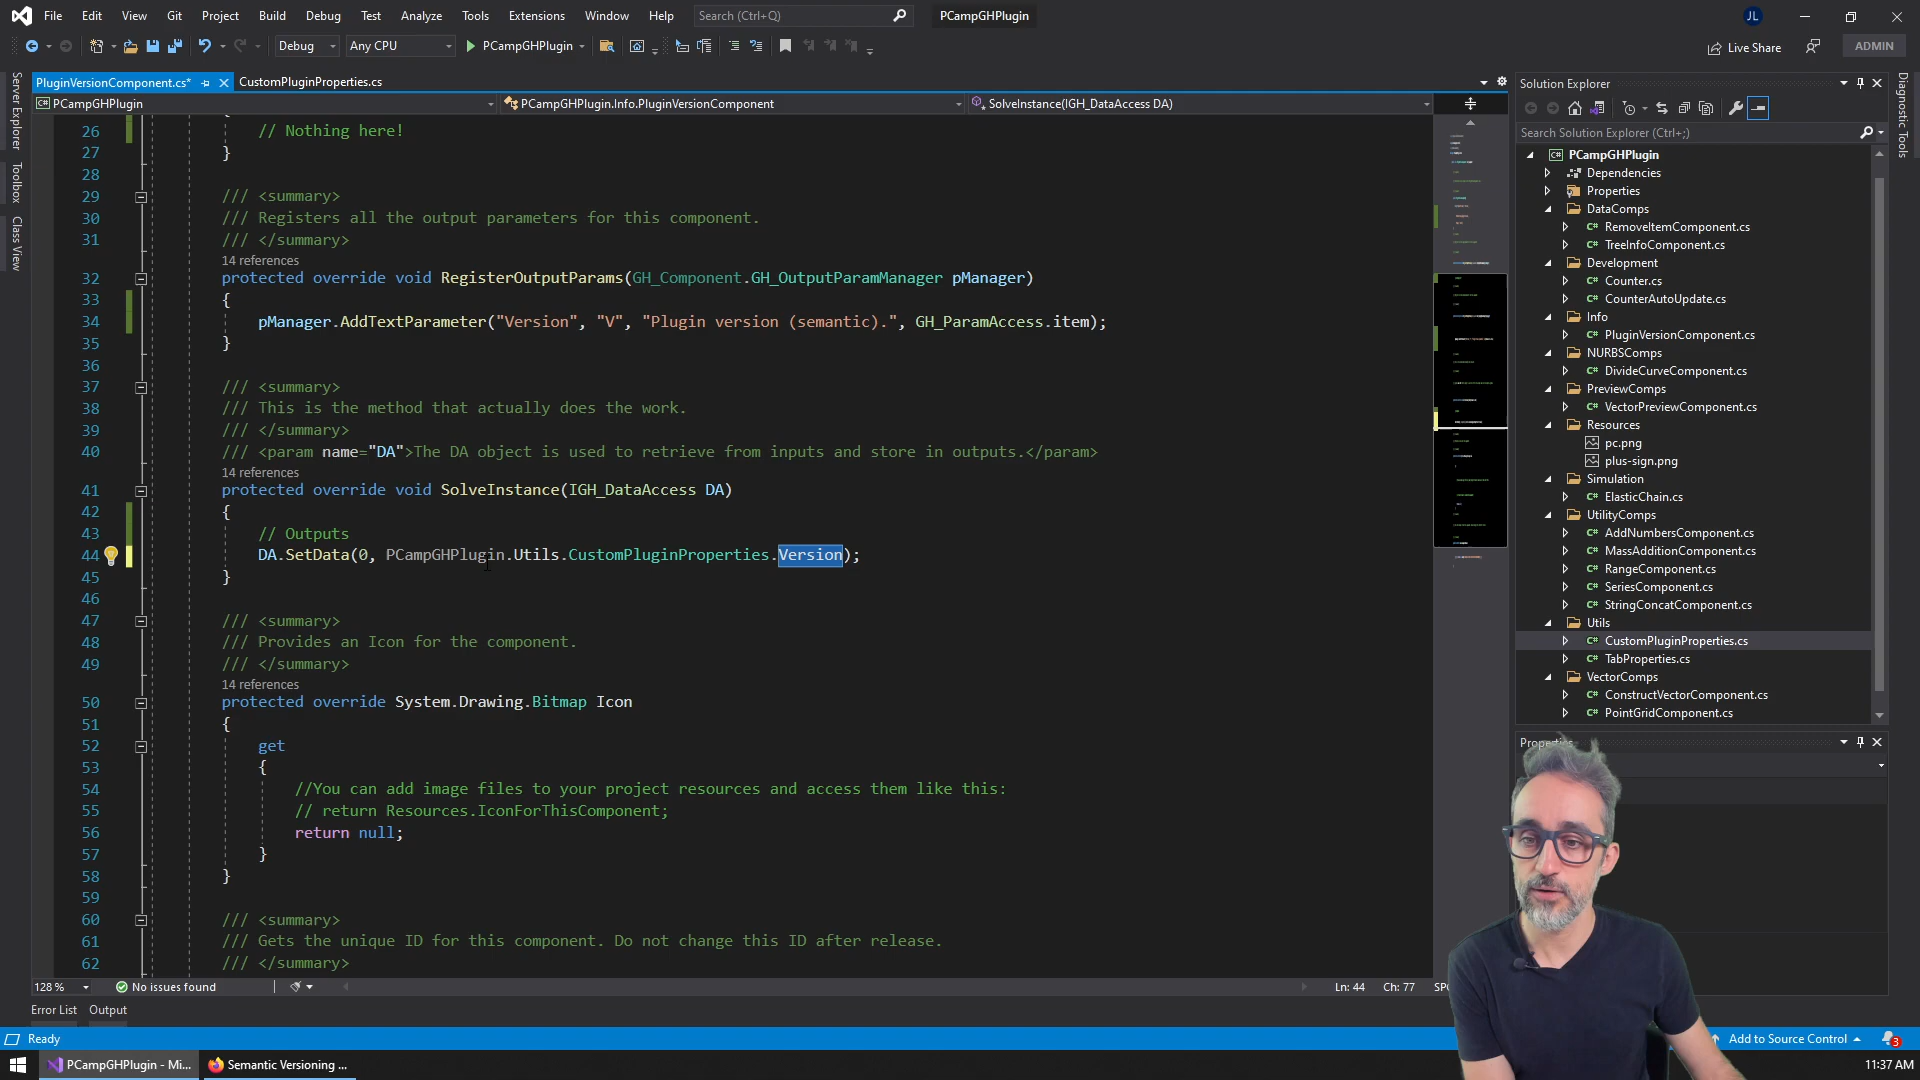 File Edit View Git Project Build Debug Test Analyze Tools Extensions Window Help Search (Ctrl+Q) PCampGHPlugin JL
Debug Any CPU PCampGHPlugin Live Share ADMIN
PluginVersionComponent.cs* CustomPluginProperties.cs
PCampGHPlugin PCampGHPlugin.Info.PluginVersionComponent SolveInstance(IGH_DataAccess DA)
Server Explorer
Toolbox
Class View
26 // Nothing here!
27 }
28
29 /// <summary>
30 /// Registers all the output parameters for this component.
31 /// </summary>
14 references
32 protected override void RegisterOutputParams(GH_Component.GH_OutputParamManager pManager)
33 {
34 pManager.AddTextParameter("Version", "V", "Plugin version (semantic).", GH_ParamAccess.item);
35 }
36
37 /// <summary>
38 /// This is the method that actually does the work.
39 /// </summary>
40 /// <param name="DA">The DA object is used to retrieve from inputs and store in outputs.</param>
14 references
41 protected override void SolveInstance(IGH_DataAccess DA)
42 {
43 // Outputs
44 DA.SetData(0, PCampGHPlugin.Utils.CustomPluginProperties.Version);
45 }
46
47 /// <summary>
48 /// Provides an Icon for the component.
49 /// </summary>
14 references
50 protected override System.Drawing.Bitmap Icon
51 {
52 get
53 {
54 //You can add image files to your project resources and access them like this:
55 // return Resources.IconForThisComponent;
56 return null;
57 }
58 }
59
60 /// <summary>
61 /// Gets the unique ID for this component. Do not change this ID after release.
62 /// </summary>
128 % No issues found Ln: 44 Ch: 77
Error List Output
Solution Explorer
Search Solution Explorer (Ctrl+;)
PCampGHPlugin
Dependencies
Properties
DataComps
C# RemoveItemComponent.cs
C# TreeInfoComponent.cs
Development
C# Counter.cs
C# CounterAutoUpdate.cs
Info
C# PluginVersionComponent.cs
NURBSComps
C# DivideCurveComponent.cs
PreviewComps
C# VectorPreviewComponent.cs
Resources
pc.png
plus-sign.png
Simulation
C# ElasticChain.cs
UtilityComps
C# AddNumbersComponent.cs
C# MassAdditionComponent.cs
C# RangeComponent.cs
C# SeriesComponent.cs
C# StringConcatComponent.cs
Utils
C# CustomPluginProperties.cs
C# TabProperties.cs
VectorComps
C# ConstructVectorComponent.cs
C# PointGridComponent.cs
Diagnostic Tools
Ready Add to Source Control 3
PCampGHPlugin - Mi... Semantic Versioning ... 11:37 AM